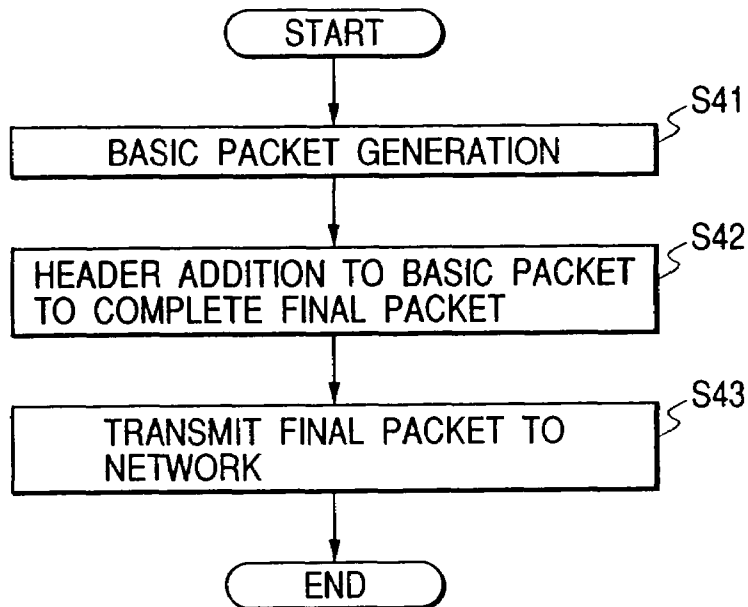 START
S41
BASIC PACKET GENERATION
S42
HEADER ADDITION TO BASIC PACKET
TO COMPLETE FINAL PACKET
S43
TRANSMIT FINAL PACKET TO
NETWORK
END